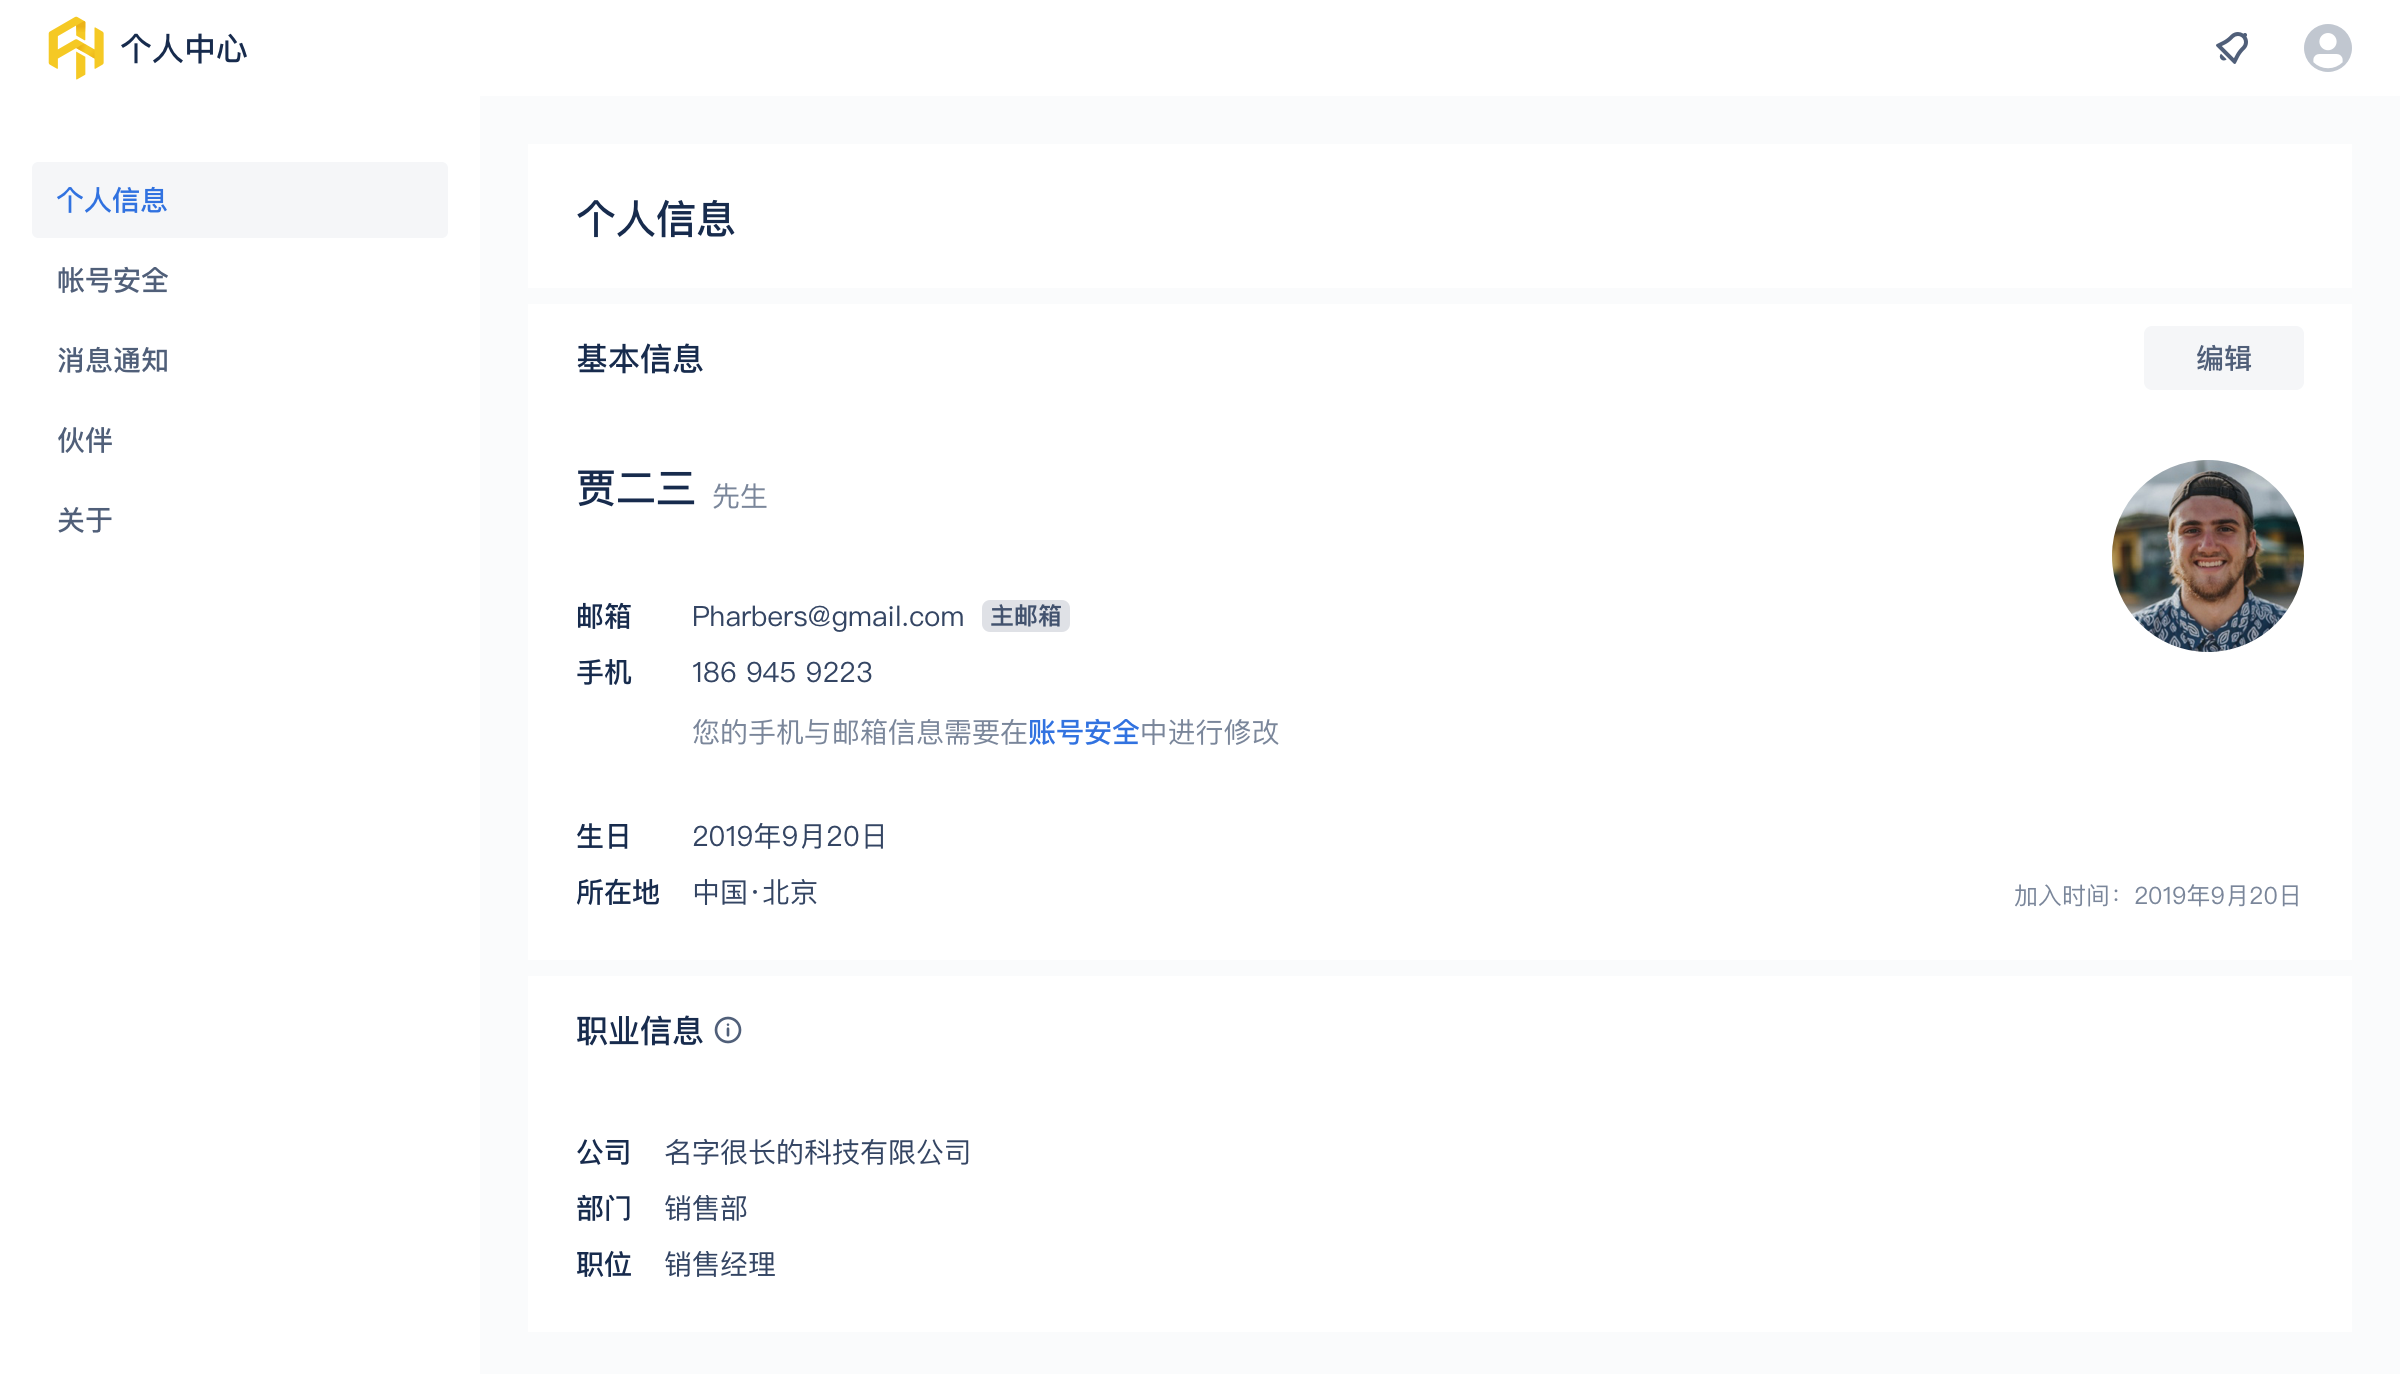 个人中心
个人信息
帐号安全
消息通知
伙伴
关于
个人信息
基本信息
编辑
贾二三 先生
邮箱 Pharbers@gmail.com 主邮箱
手机 186 945 9223
您的手机与邮箱信息需要在账号安全中进行修改
生日 2019年9月20日
所在地 中国·北京
加入时间：2019年9月20日
职业信息
公司 名字很长的科技有限公司
部门 销售部
职位 销售经理